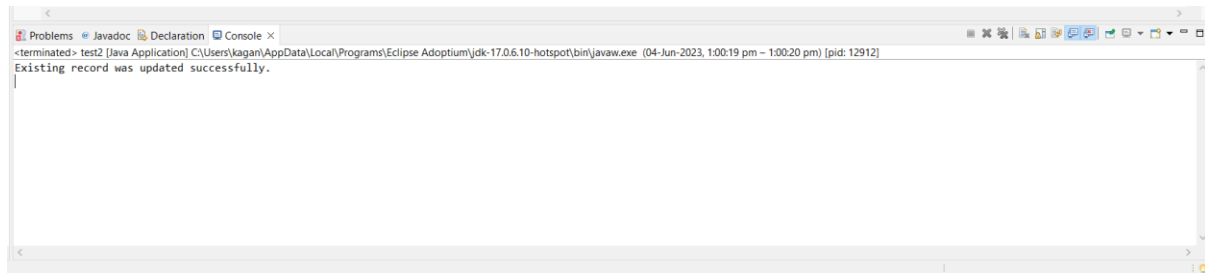 Problems @ Javadoc Declaration Console ×
<terminated> test2 [Java Application] C:\Users\kagan\AppData\Local\Programs\Eclipse Adoptium\jdk-17.0.6.10-hotspot\bin\javaw.exe (04-Jun-2023, 1:00:19 pm – 1:00:20 pm) [pid: 12912]
Existing record was updated successfully.